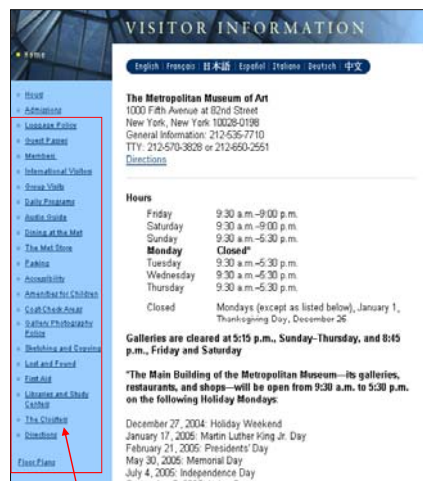 VISITOR INFORMATION
Home
English Français 日本語 Español Italiano Deutsch 中文
Hours
Admissions
Luggage Policy
Guest Passes
Members
International Visitors
Group Visits
Daily Programs
Audio Guide
Dining at the Met
The Met Store
Parking
Accessibility
Amenities for Children
Coat-Check Areas
Gallery Photography
Policy
Sketching and Copying
Lost and Found
First Aid
Libraries and Study
Centers
The Cloisters
Directions
Floor Plans
The Metropolitan Museum of Art
1000 Fifth Avenue at 82nd Street
New York, New York 10028-0198
General Information: 212-535-7710
TTY: 212-570-3828 or 212-650-2551
Directions
Hours
Friday 9:30 a.m.–9:00 p.m.
Saturday 9:30 a.m.–9:00 p.m.
Sunday 9:30 a.m.–5:30 p.m.
Monday Closed*
Tuesday 9:30 a.m.–5:30 p.m.
Wednesday 9:30 a.m.–5:30 p.m.
Thursday 9:30 a.m.–5:30 p.m.
Closed Mondays (except as listed below), January 1,
Thanksgiving Day, December 25
Galleries are cleared at 5:15 p.m., Sunday–Thursday, and 8:45
p.m., Friday and Saturday
*The Main Building of the Metropolitan Museum—its galleries,
restaurants, and shops—will be open from 9:30 a.m. to 5:30 p.m.
on the following Holiday Mondays:
December 27, 2004: Holiday Weekend
January 17, 2005: Martin Luther King Jr. Day
February 21, 2005: Presidents' Day
May 30, 2005: Memorial Day
July 4, 2005: Independence Day